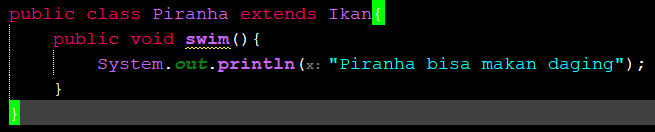 public class Piranha extends Ikan{
    public void swim(){
        System.out.println(x: "Piranha bisa makan daging");
    }
}